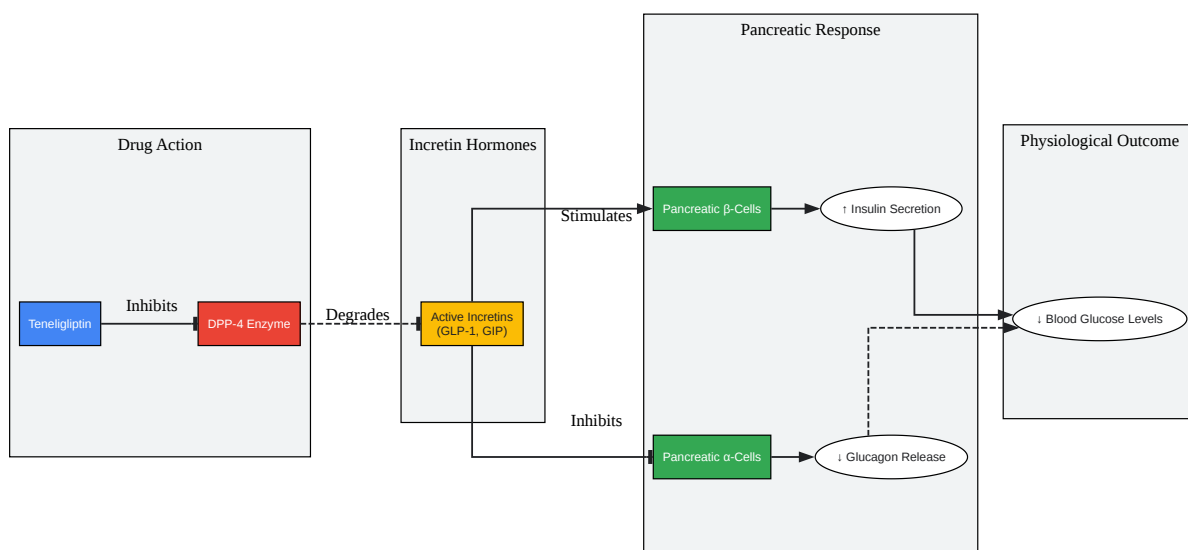 Drug Action
Teneligliptin
Inhibits
DPP-4 Enzyme
Degrades
Incretin Hormones
Active Incretins
(GLP-1, GIP)
Stimulates
Inhibits
Pancreatic Response
Pancreatic β-Cells
↑ Insulin Secretion
Pancreatic α-Cells
↓ Glucagon Release
Physiological Outcome
↓ Blood Glucose Levels